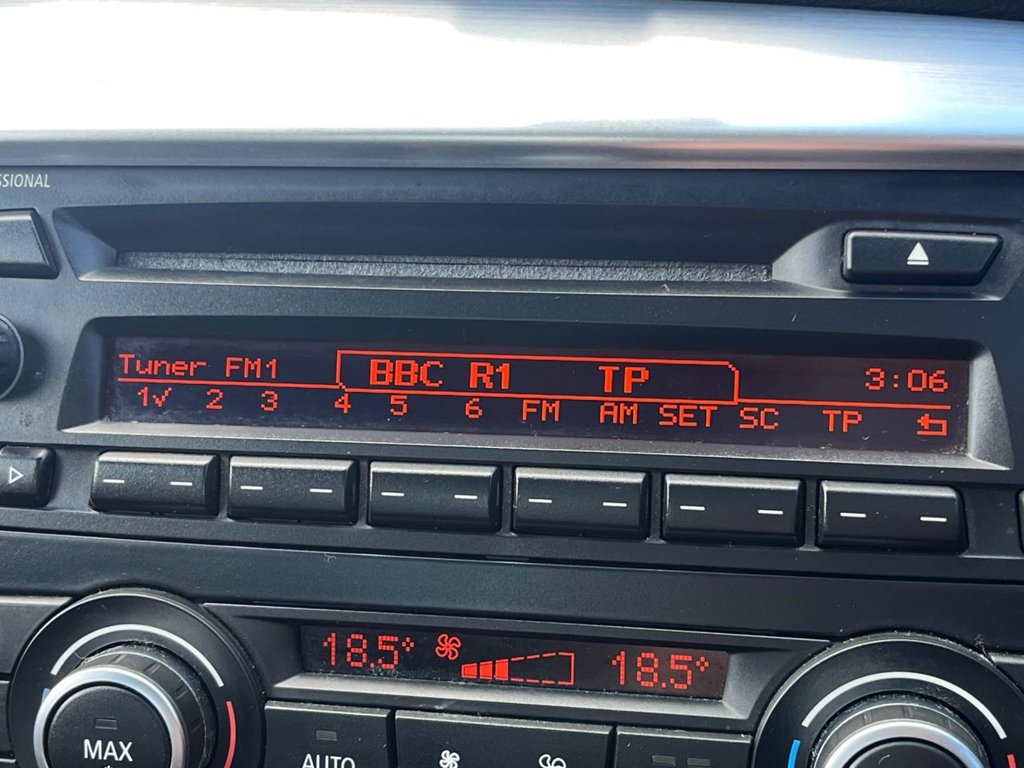 SSIONAL
Tuner FM1 BBC R1 TP 3:06
1✓ 2 3 4 5 6 FM AM SET SC TP
18.5° 18.5°
MAX
AUTO